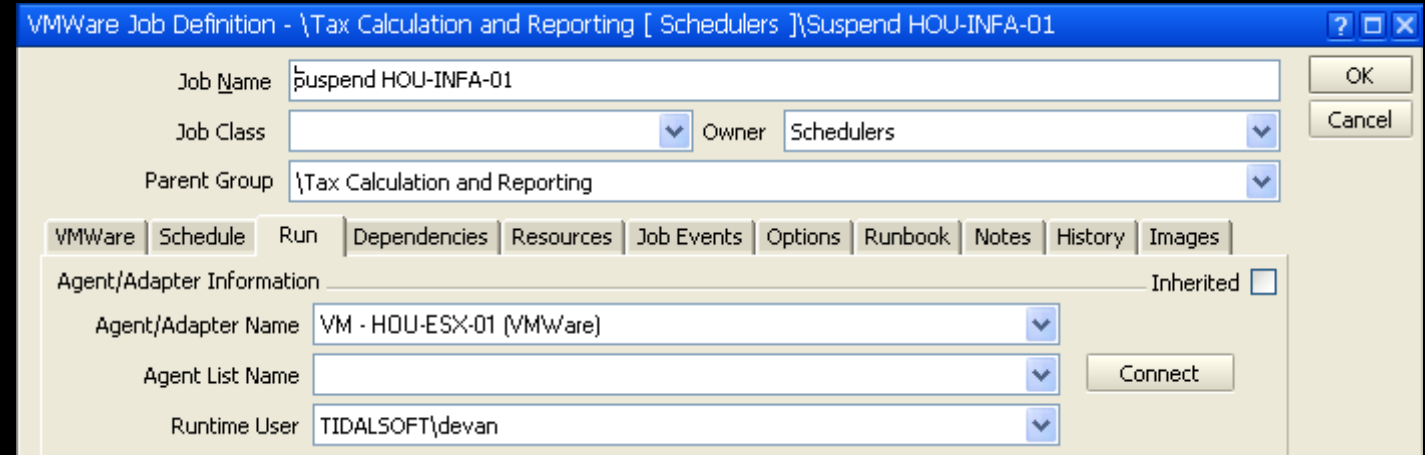 VMWare Job Definition - \Tax Calculation and Reporting [ Schedulers ]\Suspend HOU-INFA-01
Job Name Suspend HOU-INFA-01 OK
Job Class Owner Schedulers Cancel
Parent Group \Tax Calculation and Reporting
VMWare Schedule Run Dependencies Resources Job Events Options Runbook Notes History Images
Agent/Adapter Information Inherited
Agent/Adapter Name VM - HOU-ESX-01 (VMWare)
Agent List Name Connect
Runtime User TIDALSOFT\devan